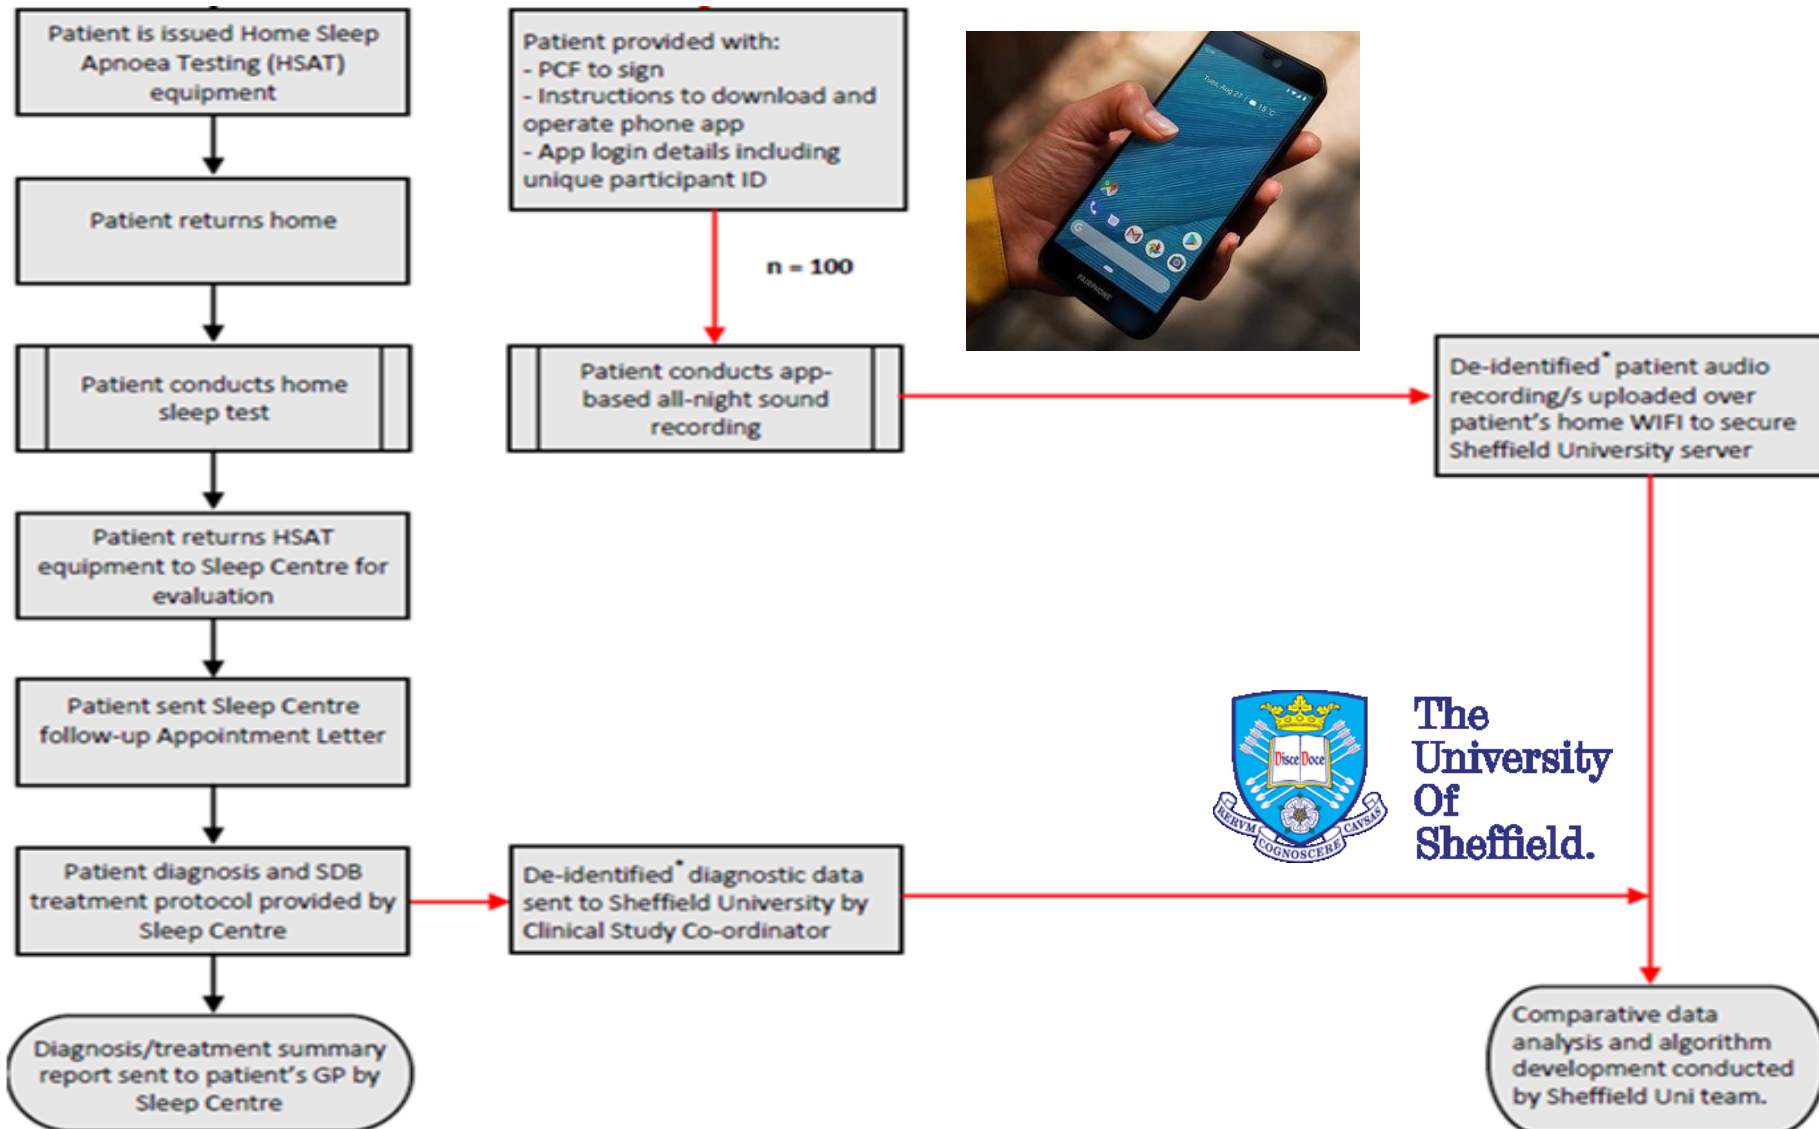 Patient is issued Home Sleep
Apnoea Testing (HSAT)
equipment
Patient returns home
Patient conducts home
sleep test
Patient returns HSAT
equipment to Sleep Centre for
evaluation
Patient sent Sleep Centre
follow-up Appointment Letter
Patient diagnosis and SDB
treatment protocol provided by
Sleep Centre
Diagnosis/treatment summary
report sent to patient's GP by
Sleep Centre
Patient provided with:
- PCF to sign
- Instructions to download and
operate phone app
- App login details including
unique participant ID
n = 100
Patient conducts app-
based all-night sound
recording
De-identified* diagnostic data
sent to Sheffield University by
Clinical Study Co-ordinator
Tues, Aug 27 | 15 °C
G
FAIRPHONE
De-identified* patient audio
recording/s uploaded over
patient's home WIFI to secure
Sheffield University server
Disce Doce
RERVM COGNOSCERE CAVSAS
The
University
Of
Sheffield.
Comparative data
analysis and algorithm
development conducted
by Sheffield Uni team.